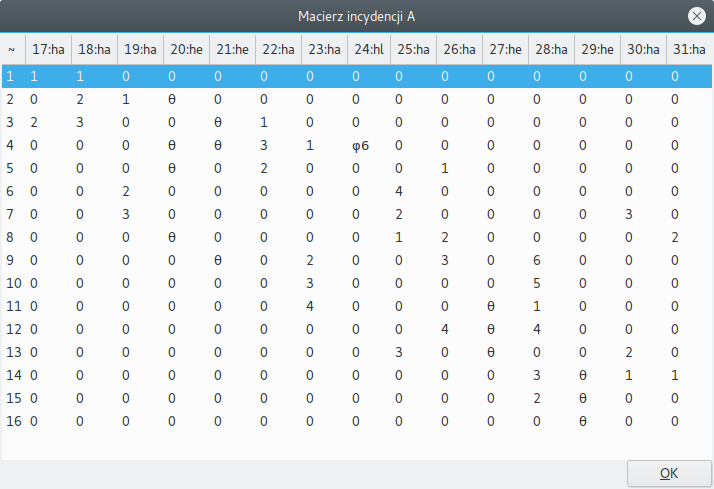 Macierz incydencji A
~ 17:ha 18:ha 19:ha 20:he 21:he 22:ha 23:ha 24:hl 25:ha 26:ha 27:he 28:ha 29:he 30:ha 31:ha
1 1 1 0 0 0 0 0 0 0 0 0 0 0 0 0
2 0 2 1 θ 0 0 0 0 0 0 0 0 0 0 0
3 2 3 0 0 θ 1 0 0 0 0 0 0 0 0 0
4 0 0 0 θ θ 3 1 φ6 0 0 0 0 0 0 0
5 0 0 0 θ 0 2 0 0 0 1 0 0 0 0 0
6 0 0 2 0 0 0 0 0 4 0 0 0 0 0 0
7 0 0 3 0 0 0 0 0 2 0 0 0 0 3 0
8 0 0 0 θ 0 0 0 0 1 2 0 0 0 0 2
9 0 0 0 0 θ 0 2 0 0 3 0 6 0 0 0
10 0 0 0 0 0 0 3 0 0 0 0 5 0 0 0
11 0 0 0 0 0 0 4 0 0 0 θ 1 0 0 0
12 0 0 0 0 0 0 0 0 0 4 θ 4 0 0 0
13 0 0 0 0 0 0 0 0 3 0 θ 0 0 2 0
14 0 0 0 0 0 0 0 0 0 0 0 3 θ 1 1
15 0 0 0 0 0 0 0 0 0 0 0 2 θ 0 0
16 0 0 0 0 0 0 0 0 0 0 0 0 θ 0 0
OK